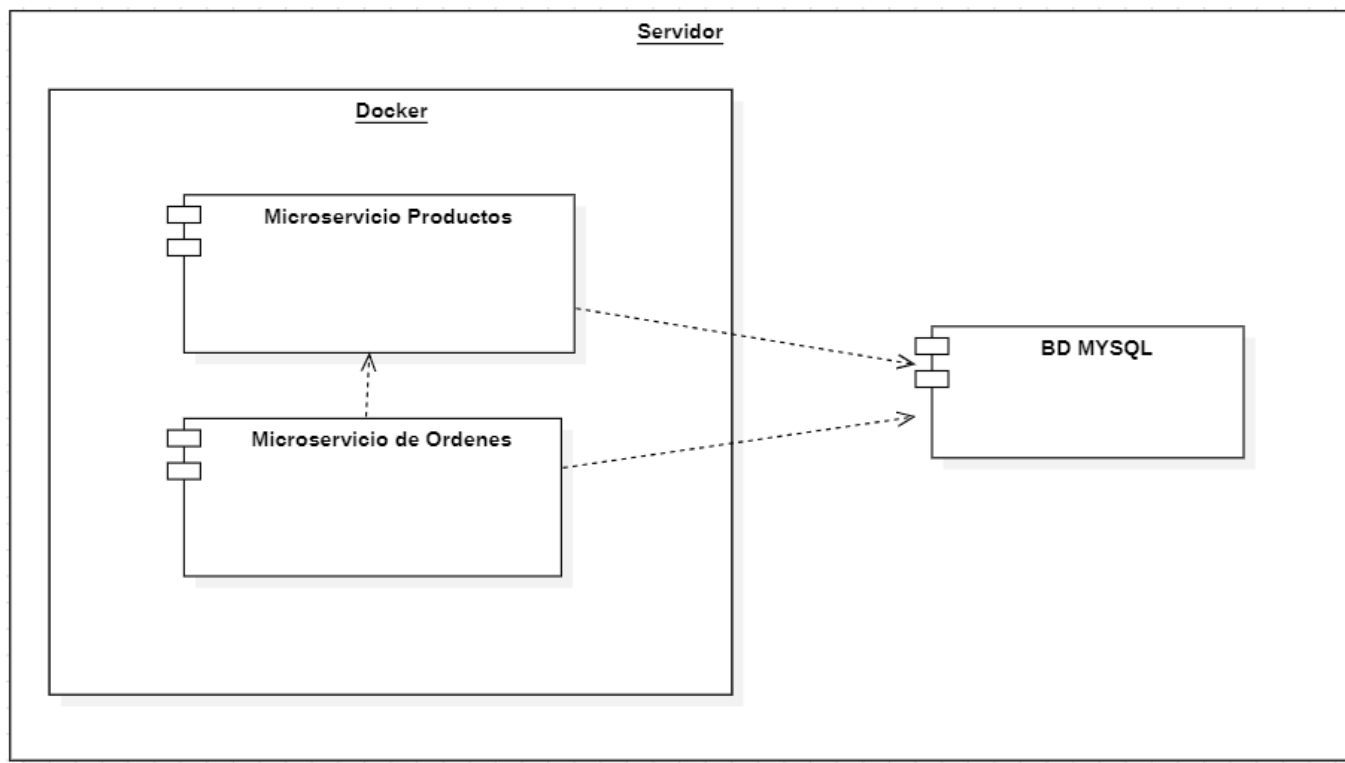 Servidor
Docker
Microservicio Productos
BD MYSQL
Microservicio de Ordenes